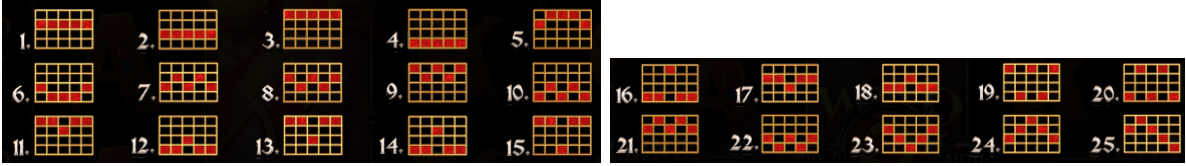 1. 2. 3. 4. 5.
6. 7. 8. 9. 10.
16. 17. 18. 19. 20.
11. 12. 13. 14. 15.
21. 22. 23. 24. 25.